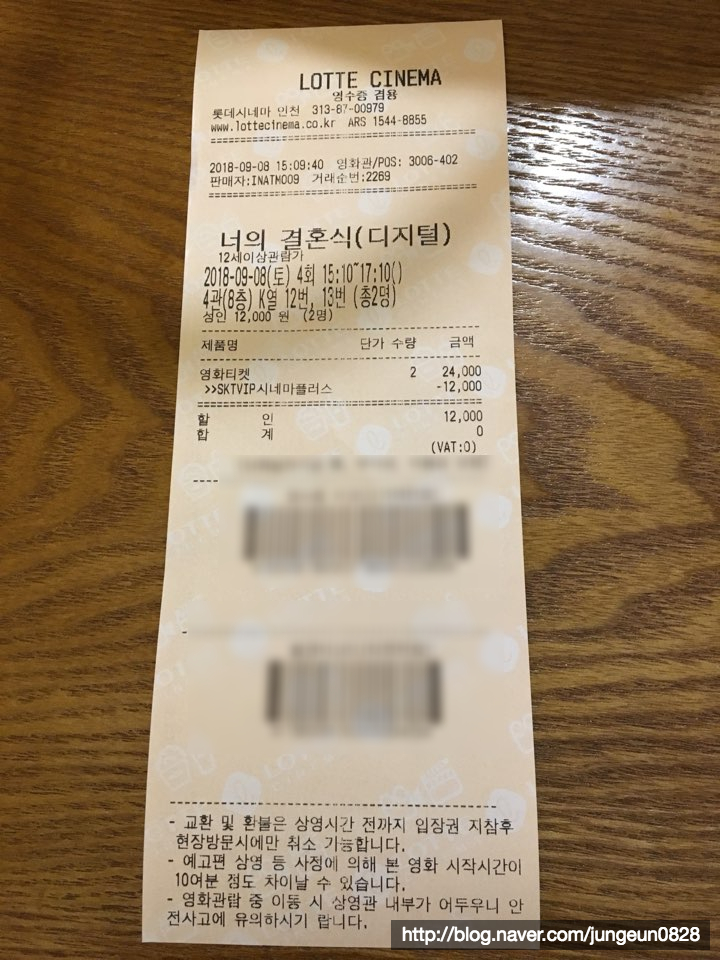 LOTTE CINEMA
영수증 겸용
롯데시네마 인천 313-87-00979
www.lottecinema.co.kr ARS 1544-8855
2018-09-08 15:09:40 영화관/POS: 3006-402
판매자:INATM009 거래순번:2269
너의 결혼식(디지털)
12세이상관람가
2018-09-08(토) 4회 15:10~17:10()
4관(8층) K열 12번, 13번 (총2명)
성인 12,000 원 (2명)
제품명 단가 수량 금액
영화티켓 2 24,000
>>SKTVIP시네마플러스 -12,000
할 인 12,000
합 계 0
(VAT:0)
- 교환 및 환불은 상영시간 전까지 입장권 지참후
현장방문시에만 취소 가능합니다.
- 예고편 상영 등 사정에 의해 본 영화 시작시간이
10여분 정도 차이날 수 있습니다.
- 영화관람 중 이동 시 상영관 내부가 어두우니 안
전사고에 유의하시기 랍니다.
http://blog.naver.com/jungeun0828